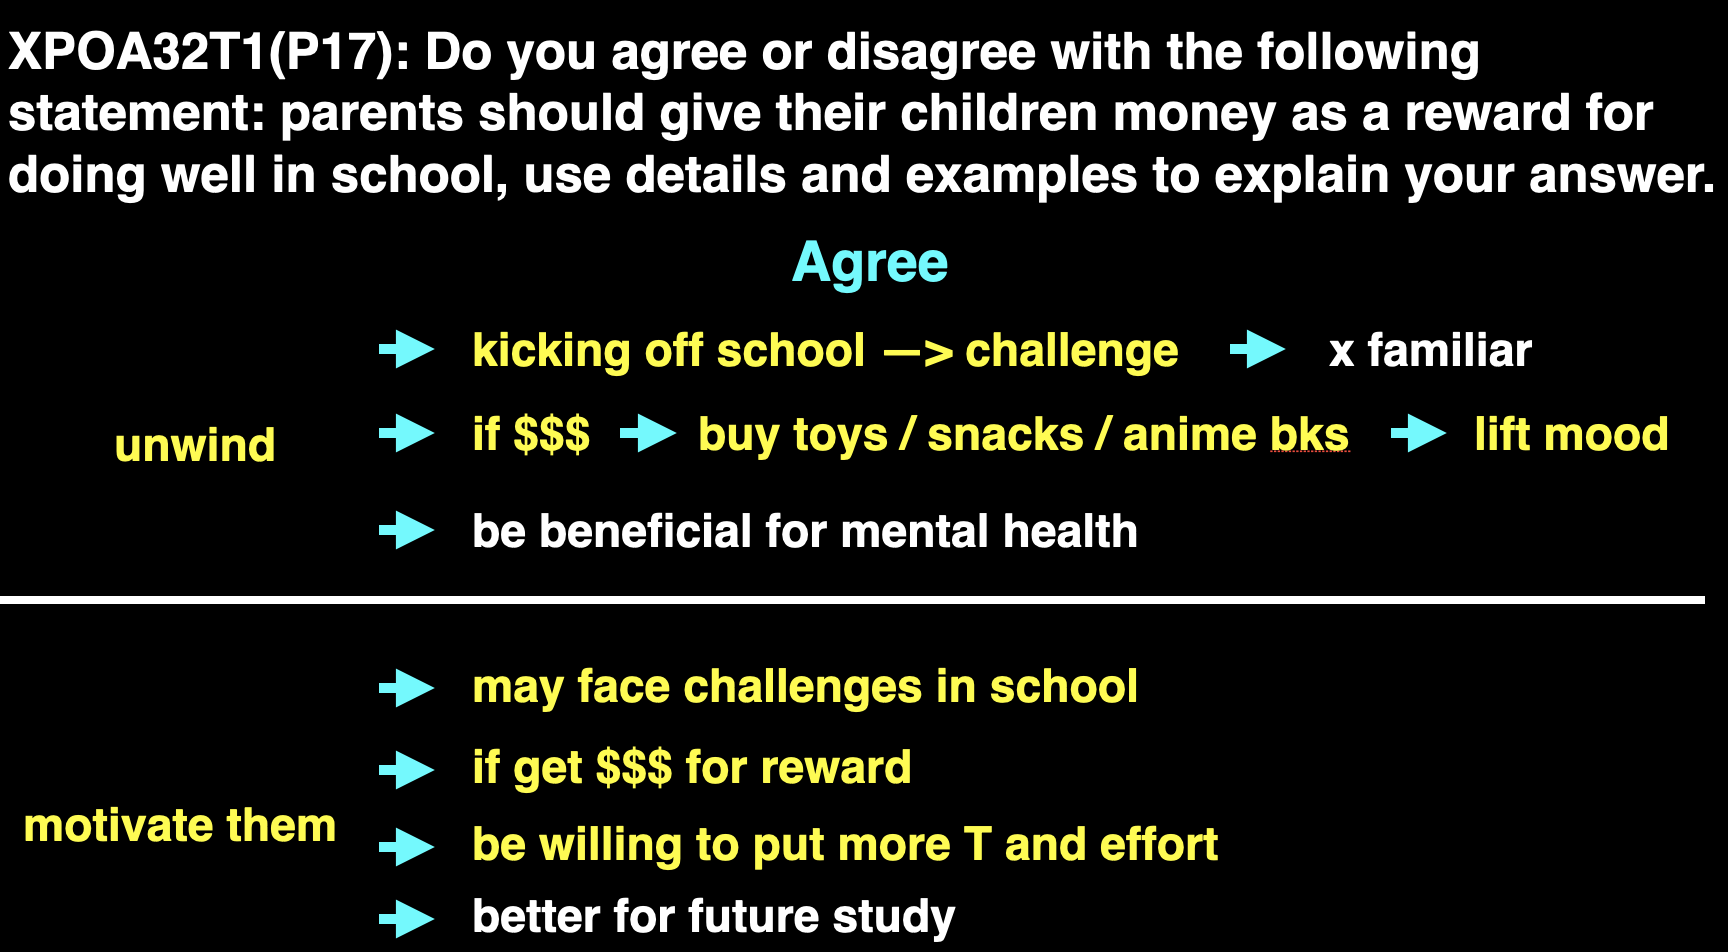 XPOA32T1(P17): Do you agree or disagree with the following
statement: parents should give their children money as a reward for
doing well in school, use details and examples to explain your answer.
Agree
kicking off school —> challenge x familiar
unwind
if $$$ buy toys / snacks / anime bks lift mood
be beneficial for mental health
may face challenges in school
if get $$$ for reward
motivate them
be willing to put more T and effort
better for future study